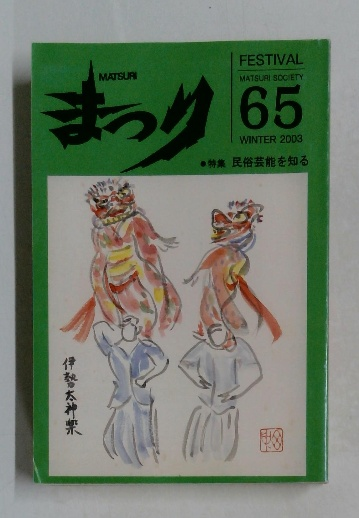 MATSURI
まつり
FESTIVAL
MATSURI SOCIETY
65
WINTER 2003
●特集 民俗芸能を知る
伊勢太神楽